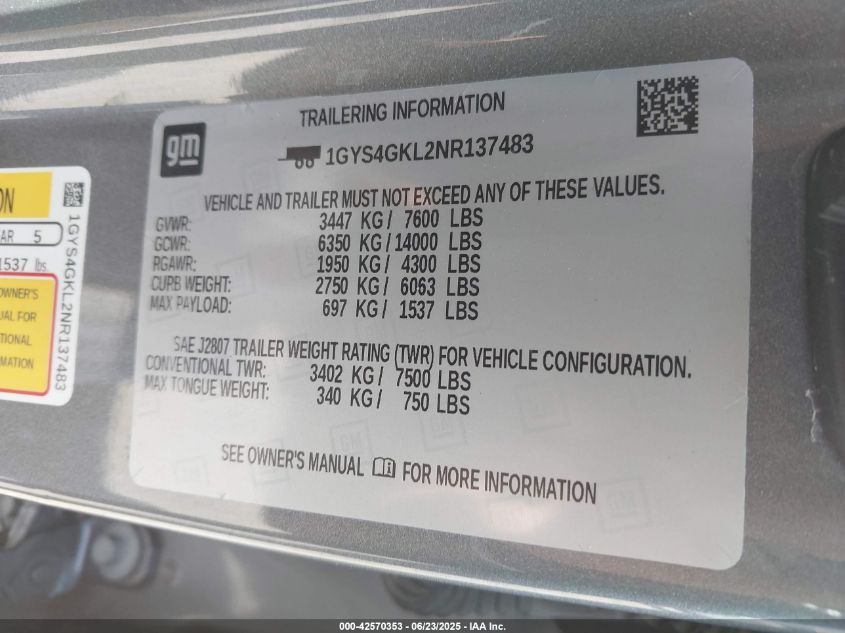 TRAILERING INFORMATION
gm
1GYS4GKL2NR137483
VEHICLE AND TRAILER MUST NOT EXCEED ANY OF THESE VALUES.
GVWR: 3447 KG/ 7600 LBS
GCWR: 6350 KG/14000 LBS
RGAWR: 1950 KG/ 4300 LBS
CURB WEIGHT: 2750 KG/ 6063 LBS
MAX PAYLOAD: 697 KG/ 1537 LBS
SAE J2807 TRAILER WEIGHT RATING (TWR) FOR VEHICLE CONFIGURATION.
CONVENTIONAL TWR: 3402 KG/ 7500 LBS
MAX TONGUE WEIGHT: 340 KG/ 750 LBS
SEE OWNER'S MANUAL FOR MORE INFORMATION
ON
AR 5
1537 lbs.
OWNER'S
UAL FOR
TIONAL
MATION
1GYS4GKL2NR137483
000-42570353 - 06/23/2025 - IAA Inc.